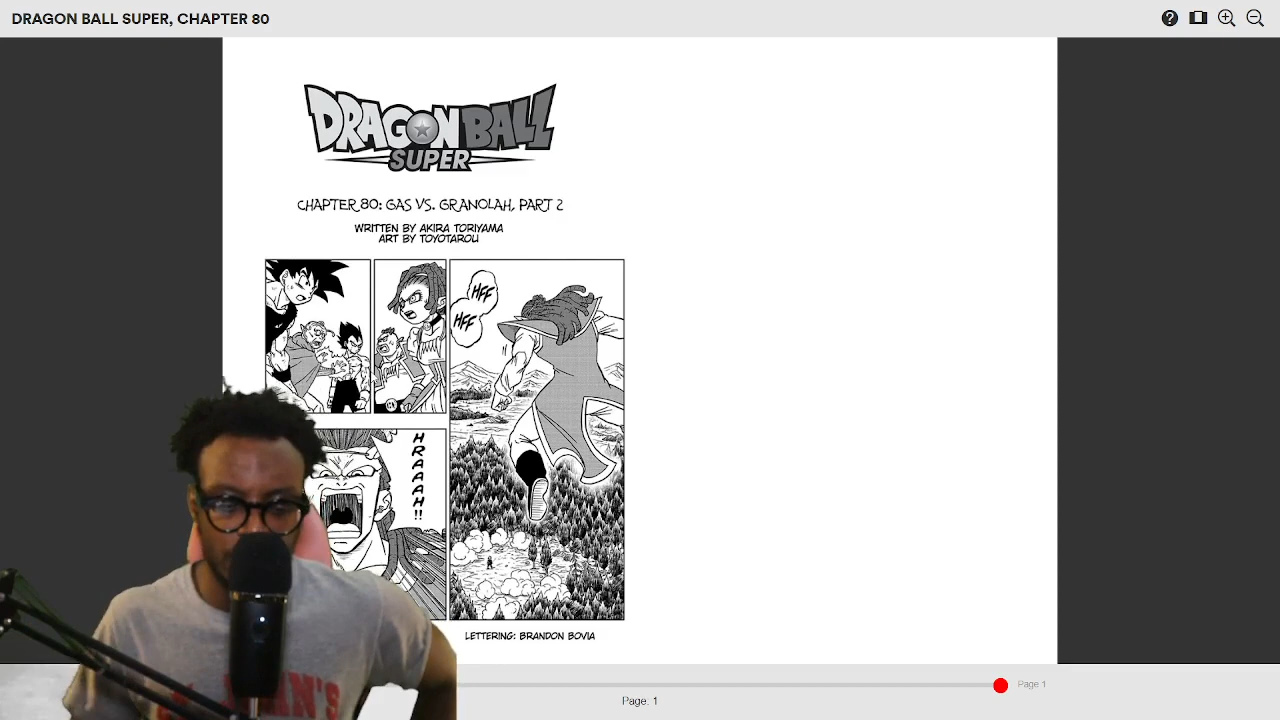 DRAGON BALL SUPER, CHAPTER 80
DRAGON BALL
SUPER
CHAPTER 80: GAS VS. GRANOLAH, PART 2
WRITTEN BY AKIRA TORIYAMA
ART BY TOYOTAROU
HFF
HFF
HRAAAH!!
LETTERING: BRANDON BOVIA
Page 1
Page: 1